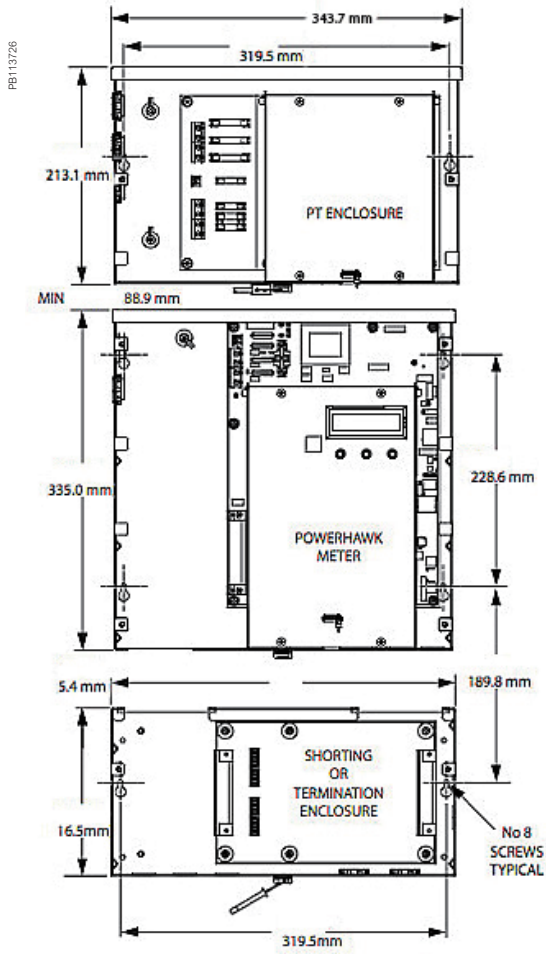 PB113726
343.7 mm
319.5 mm
213.1 mm
PT ENCLOSURE
MIN
88.9 mm
335.0 mm
228.6 mm
POWERHAWK
METER
5.4 mm
189.8 mm
SHORTING
OR
TERMINATION
ENCLOSURE
16.5mm
No 8
SCREWS
TYPICAL
319.5mm